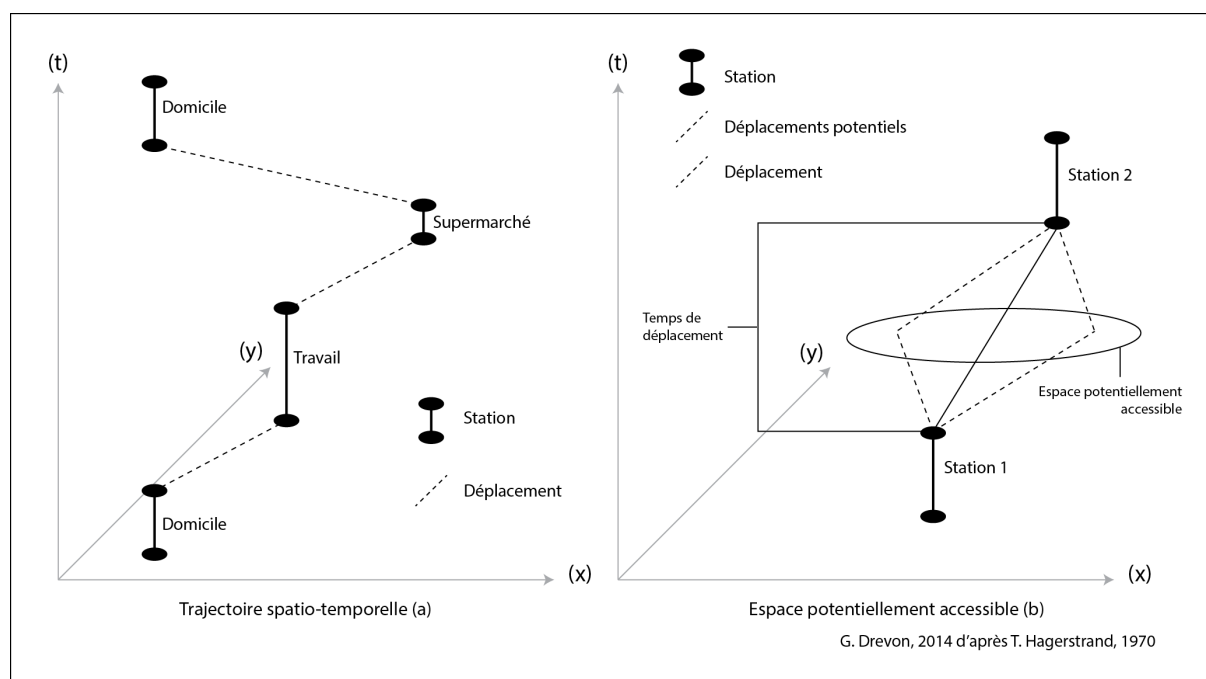 (t)
Domicile
Supermarché
(y)
Travail
Station
Déplacement
Domicile
(x)
Trajectoire spatio-temporelle (a)
(t)
Station
Déplacements potentiels
Déplacement
Station 2
Temps de
déplacement
(y)
Espace potentiellement
accessible
Station 1
(x)
Espace potentiellement accessible (b)
G. Drevon, 2014 d'après T. Hagerstrand, 1970